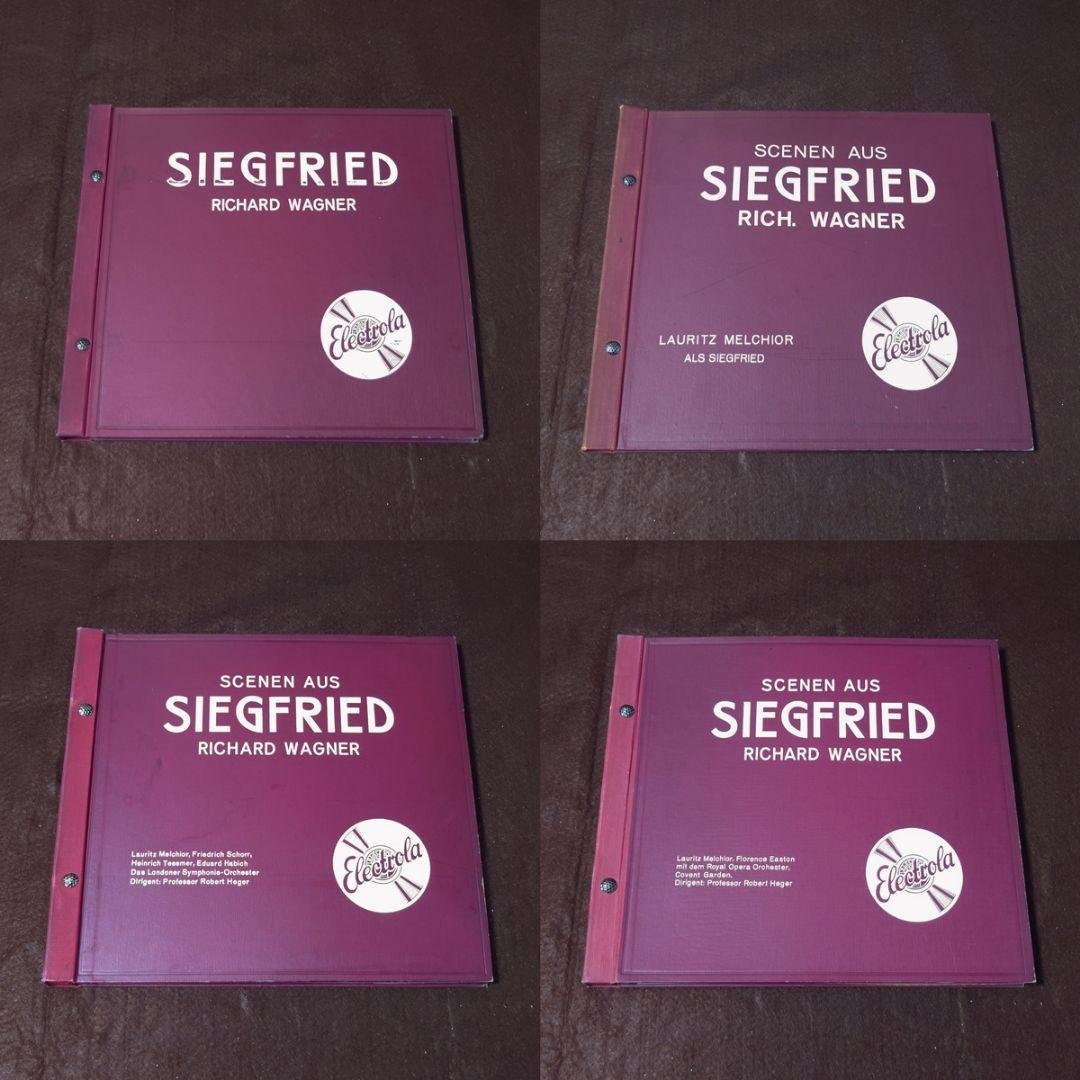 SIEGFRIED
RICHARD WAGNER
Electrola
SCENEN AUS
SIEGFRIED
RICH. WAGNER
LAURITZ MELCHIOR
ALS SIEGFRIED
Electrola
SCENEN AUS
SIEGFRIED
RICHARD WAGNER
Lauritz Melchior, Friedrich Schorr,
Heinrich Tessmer, Eduard Habich
Das Londoner Symphonie-Orchester
Dirigent: Professor Robert Heger
Electrola
SCENEN AUS
SIEGFRIED
RICHARD WAGNER
Lauritz Melchior, Florence Easton
mit dem Royal Opera Orchester,
Covent Garden,
Dirigent: Professor Robert Heger
Electrola